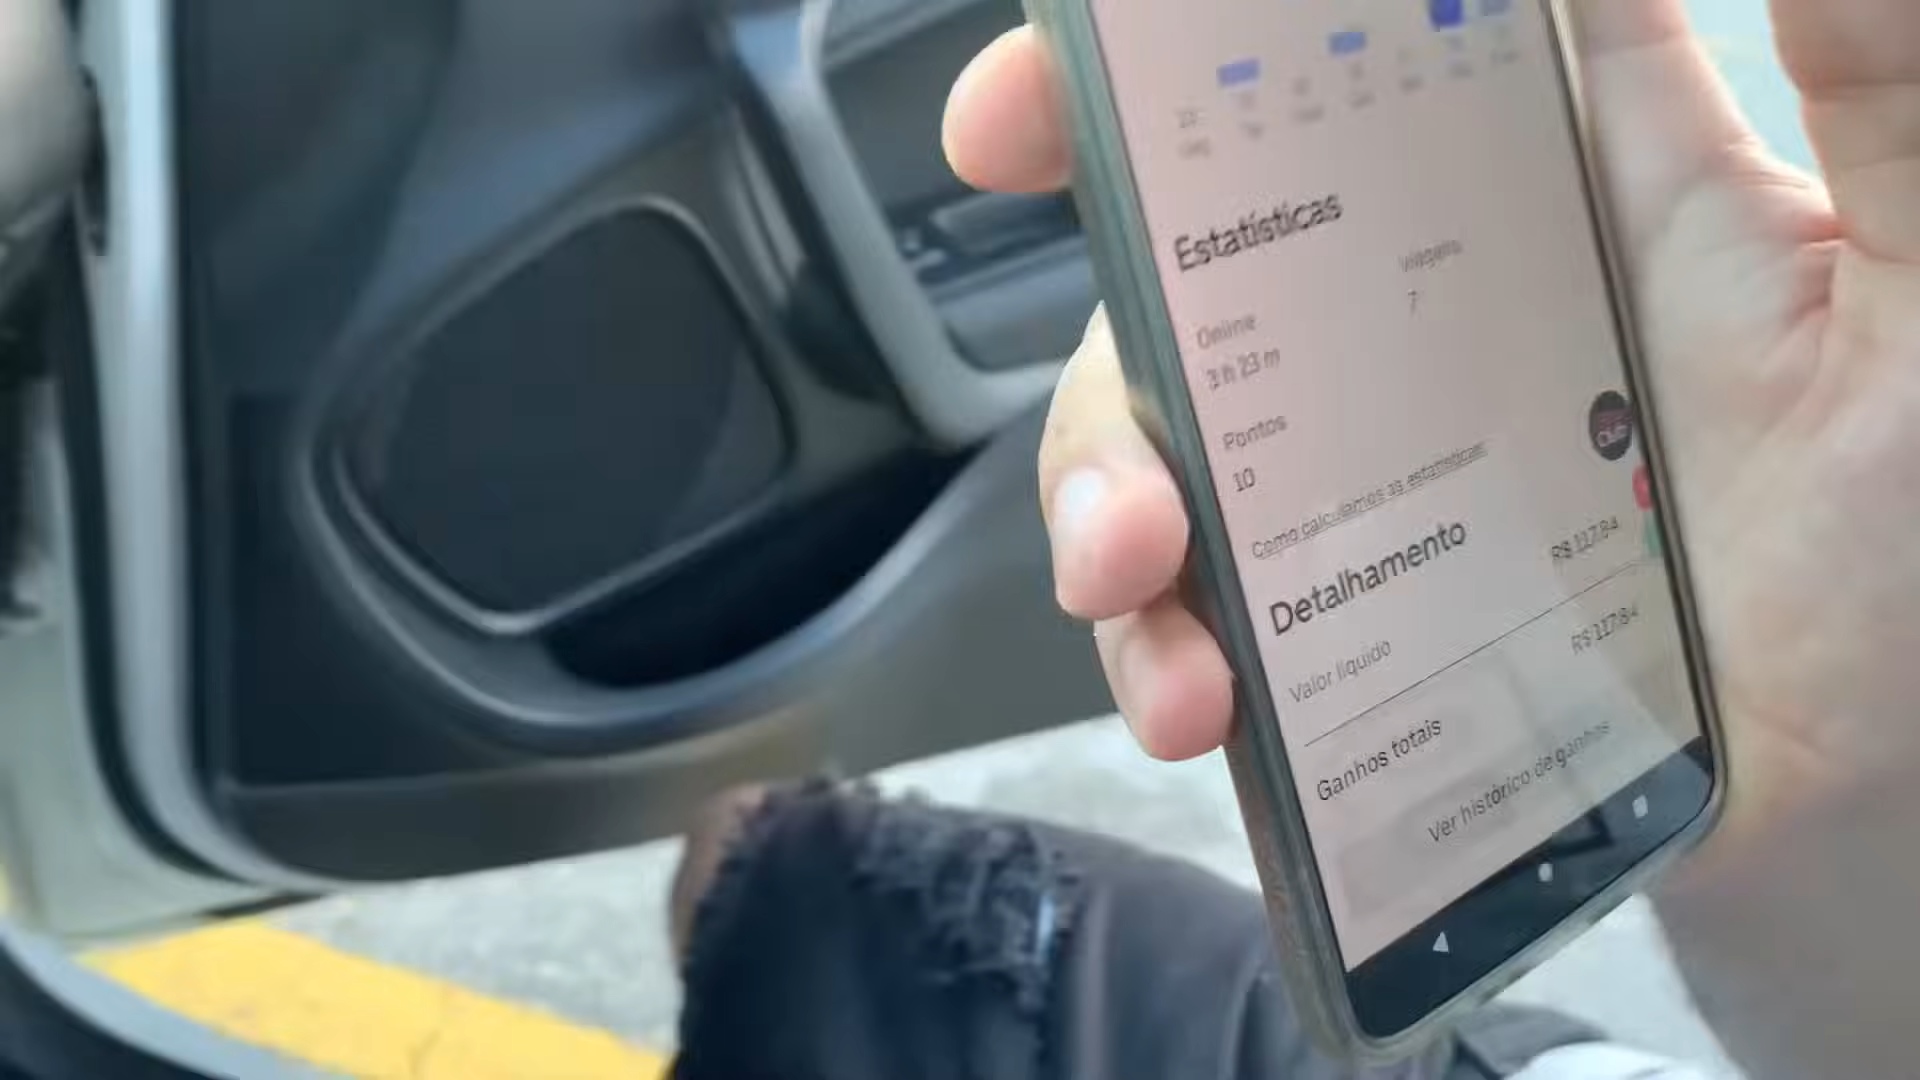 Estatísticas
Viagens
7
Online
3 h 23 m
Pontos
10
Como calculamos as estatísticas
Detalhamento
R$ 117,84
Valor líquido
R$ 117,84
Ganhos totais
Ver histórico de ganhos